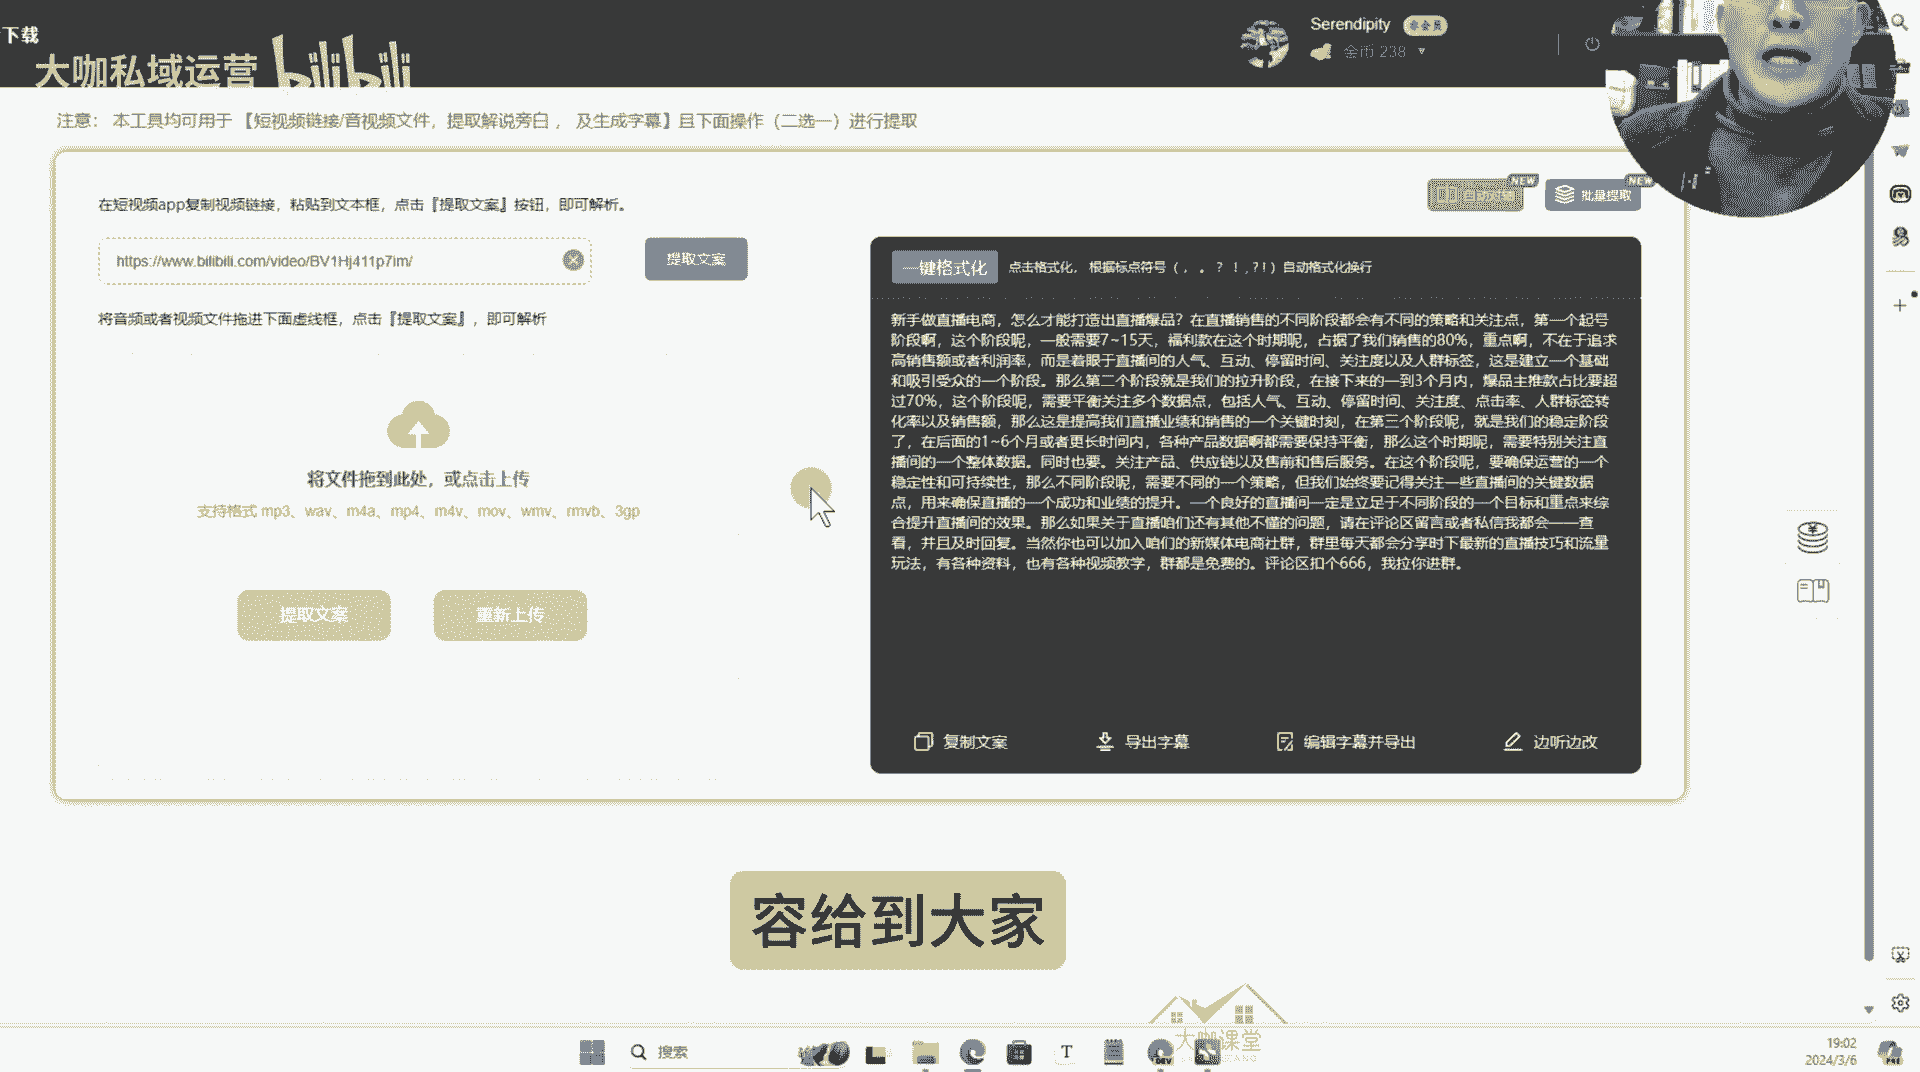 下载
大咖私域运营 bilibili
Serendipity 非会员
金币 238
注意： 本工具均可用于 【短视频链接/音视频文件，提取解说旁白， 及生成字幕】且下面操作（二选一）进行提取
在短视频app复制视频链接，粘贴到文本框，点击『提取文案』按钮，即可解析。
NEW
NEW
批量提取
https://www.bilibili.com/video/BV1Hj411p7im/
提取文案
一键格式化 点击格式化， 根据标点符号（，。？！,?!）自动格式化换行
将音频或者视频文件拖进下面虚线框，点击『提取文案』，即可解析
新手做直播电商，怎么才能打造出直播爆品？在直播销售的不同阶段都会有不同的策略和关注点，第一个起号
阶段啊，这个阶段呢，一般需要7~15天，福利款在这个时期呢，占据了我们销售的80%，重点啊，不在于追求
高销售额或者利润率，而是着眼于直播间的人气、互动、停留时间、关注度以及人群标签，这是建立一个基础
和吸引受众的一个阶段。那么第二个阶段就是我们的拉升阶段，在接下来的一到3个月内，爆品主推款占比要超
过70%，这个阶段呢，需要平衡关注多个数据点，包括人气、互动、停留时间、关注度、点击率、人群标签转
化率以及销售额，那么这是提高我们直播业绩和销售的一个关键时刻，在第三个阶段呢，就是我们的稳定阶段
了，在后面的1~6个月或者更长时间内，各种产品数据啊都需要保持平衡，那么这个时期呢，需要特别关注直
播间的一个整体数据。同时也要。关注产品、供应链以及售前和售后服务。在这个阶段呢，要确保运营的一个
稳定性和可持续性，那么不同阶段呢，需要不同的一个策略，但我们始终要记得关注一些直播间的关键数据
点，用来确保直播的一个成功和业绩的提升。一个良好的直播间一定是立足于不同阶段的一个目标和重点来综
合提升直播间的效果。那么如果关于直播咱们还有其他不懂的问题，请在评论区留言或者私信我都会一一查
看，并且及时回复。当然你也可以加入咱们的新媒体电商社群，群里每天都会分享时下最新的直播技巧和流量
玩法，有各种资料，也有各种视频教学，群都是免费的。评论区扣个666，我拉你进群。
将文件拖到此处，或点击上传
支持格式 mp3、wav、m4a、mp4、m4v、mov、wmv、rmvb、3gp
提取文案
重新上传
复制文案
导出字幕
编辑字幕并导出
边听边改
容给到大家
大咖课堂
搜索
19:02
2024/3/6